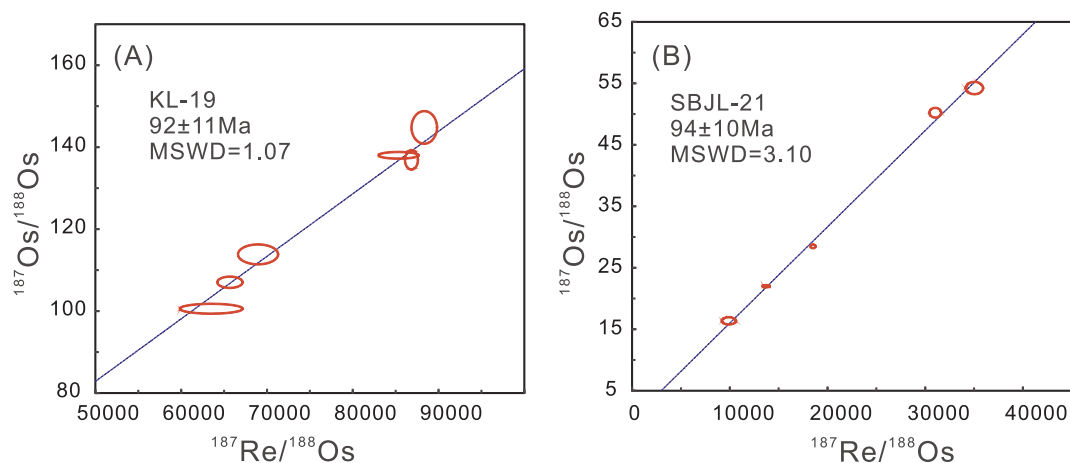 (A)
KL-19
92±11Ma
MSWD=1.07
160
140
120
100
80
¹⁸⁷Os/¹⁸⁸Os
50000 60000 70000 80000 90000
¹⁸⁷Re/¹⁸⁸Os
(B)
SBJL-21
94±10Ma
MSWD=3.10
65
55
45
35
25
15
5
¹⁸⁷Os/¹⁸⁸Os
0 10000 20000 30000 40000
¹⁸⁷Re/¹⁸⁸Os